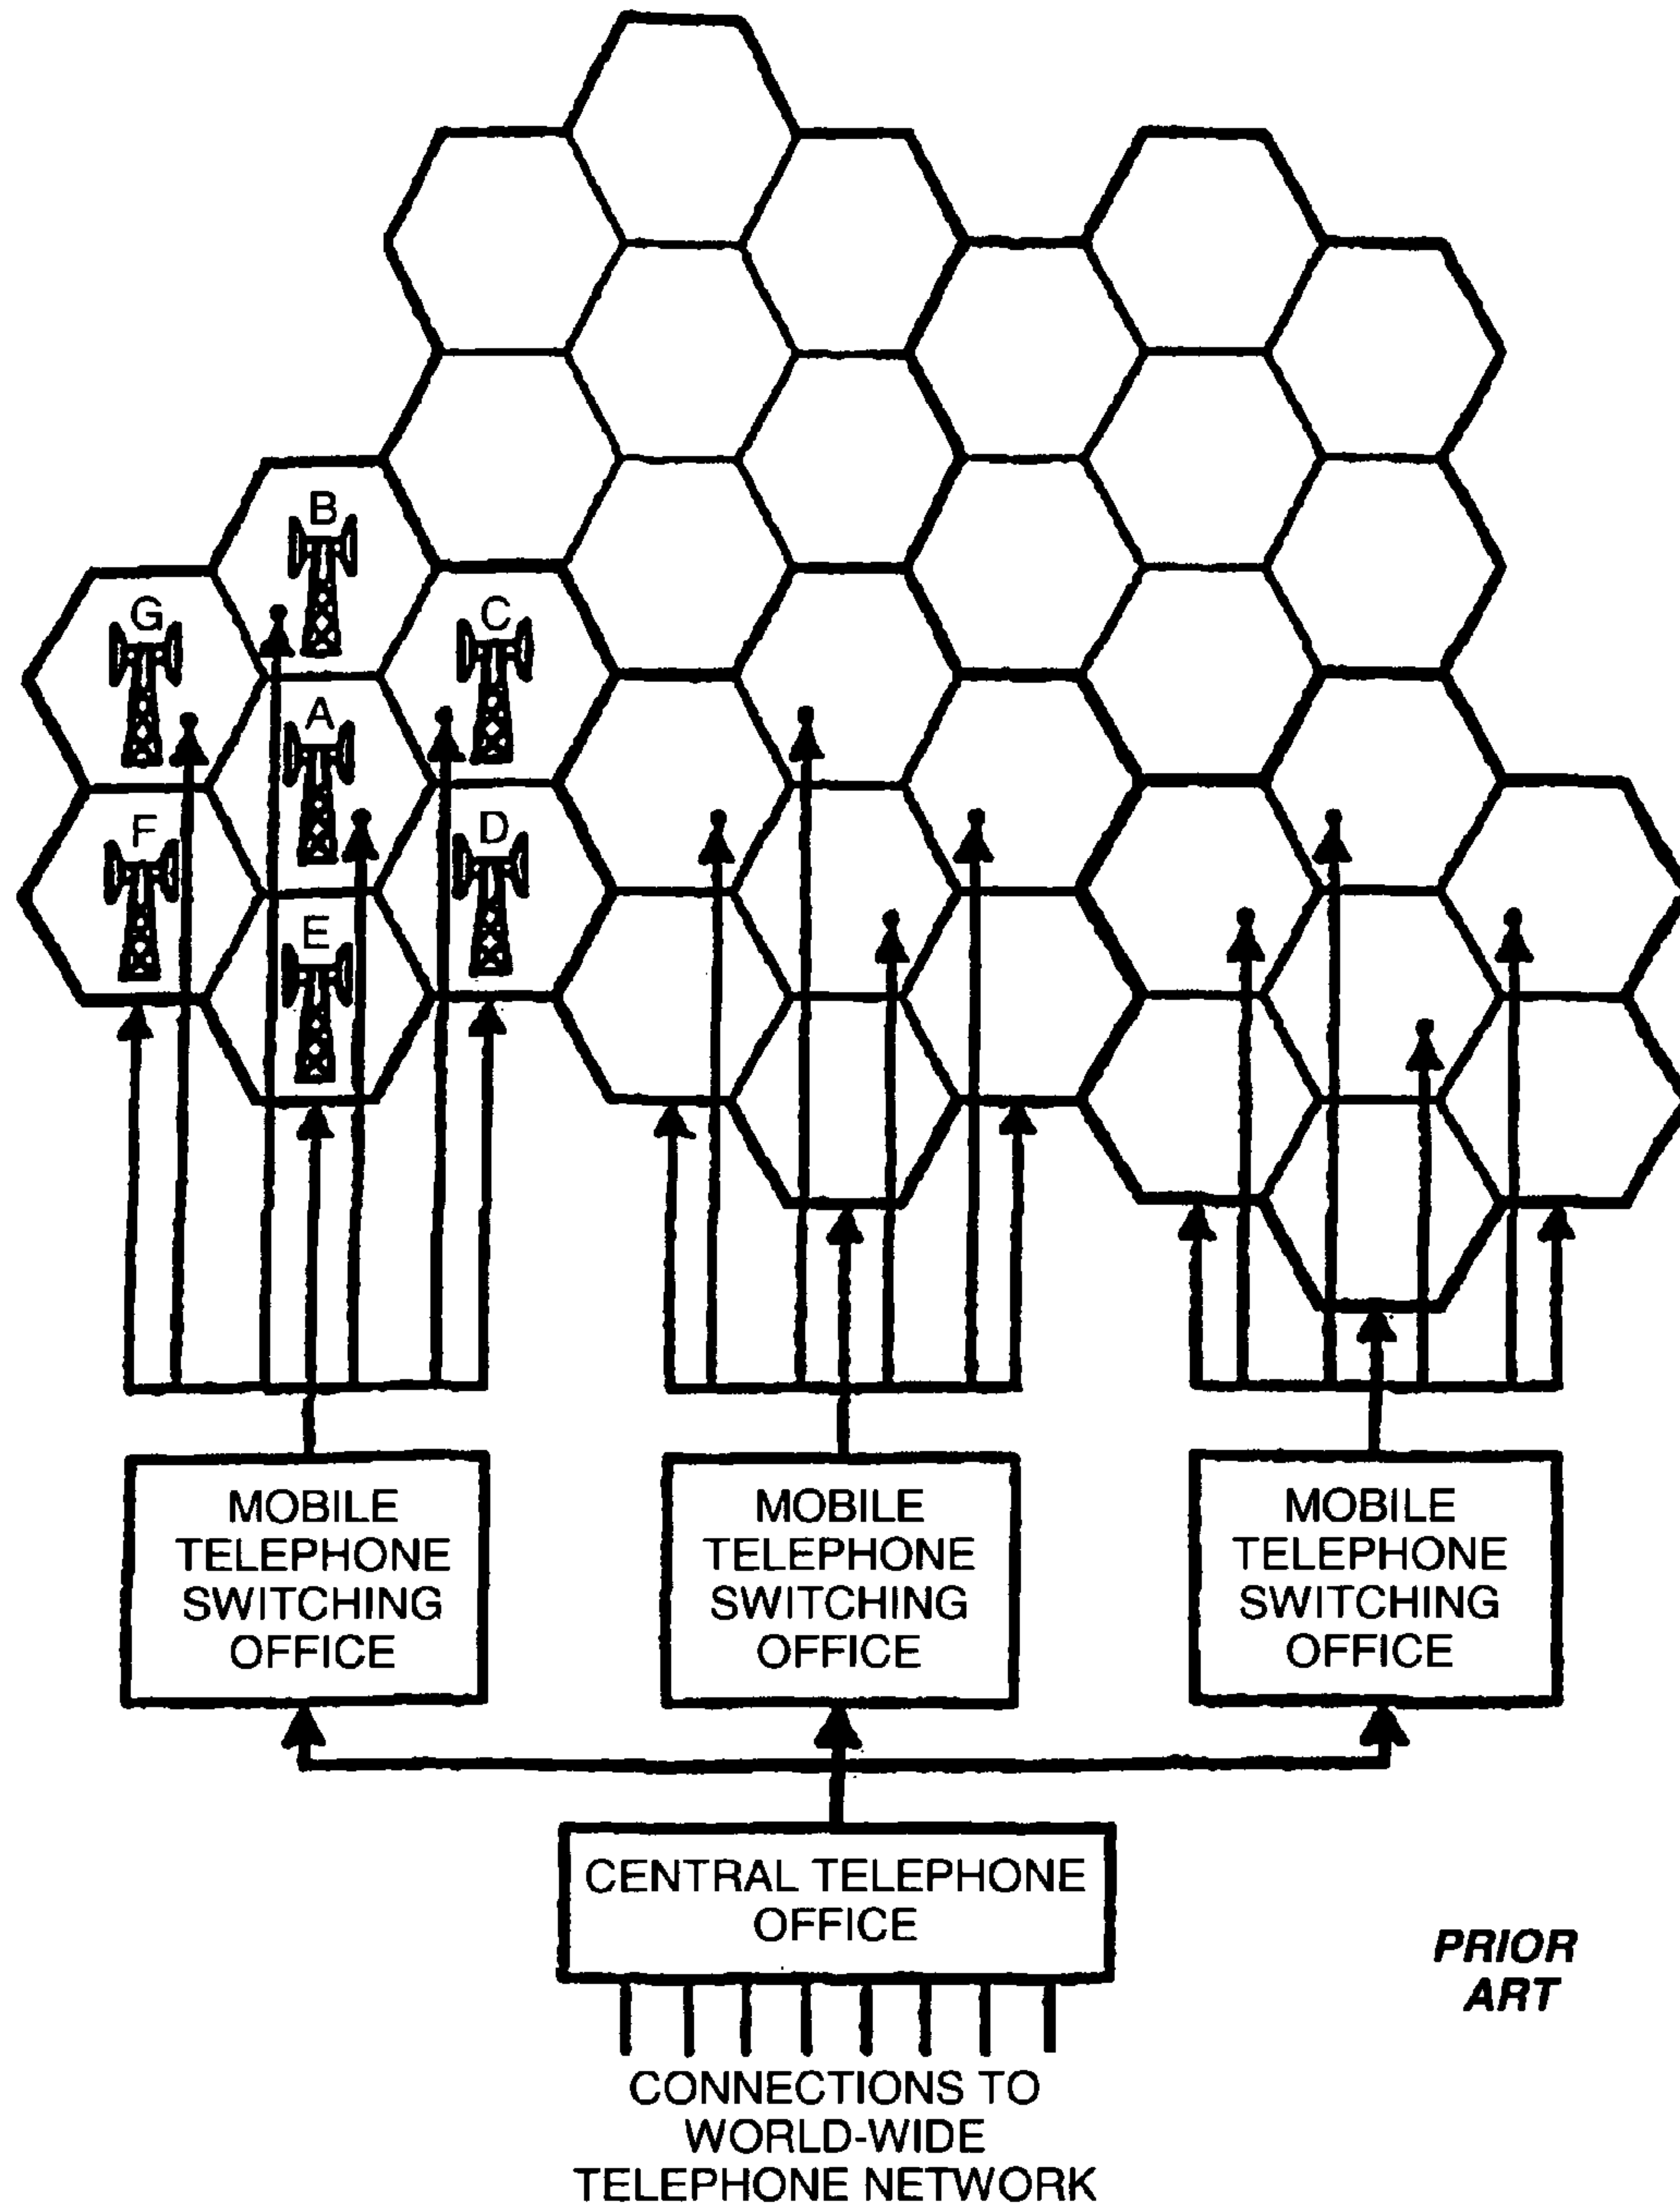 B
G
C
A
F
D
E
MOBILE
TELEPHONE
SWITCHING
OFFICE
MOBILE
TELEPHONE
SWITCHING
OFFICE
MOBILE
TELEPHONE
SWITCHING
OFFICE
CENTRAL TELEPHONE
OFFICE
PRIOR
ART
CONNECTIONS TO
WORLD-WIDE
TELEPHONE NETWORK